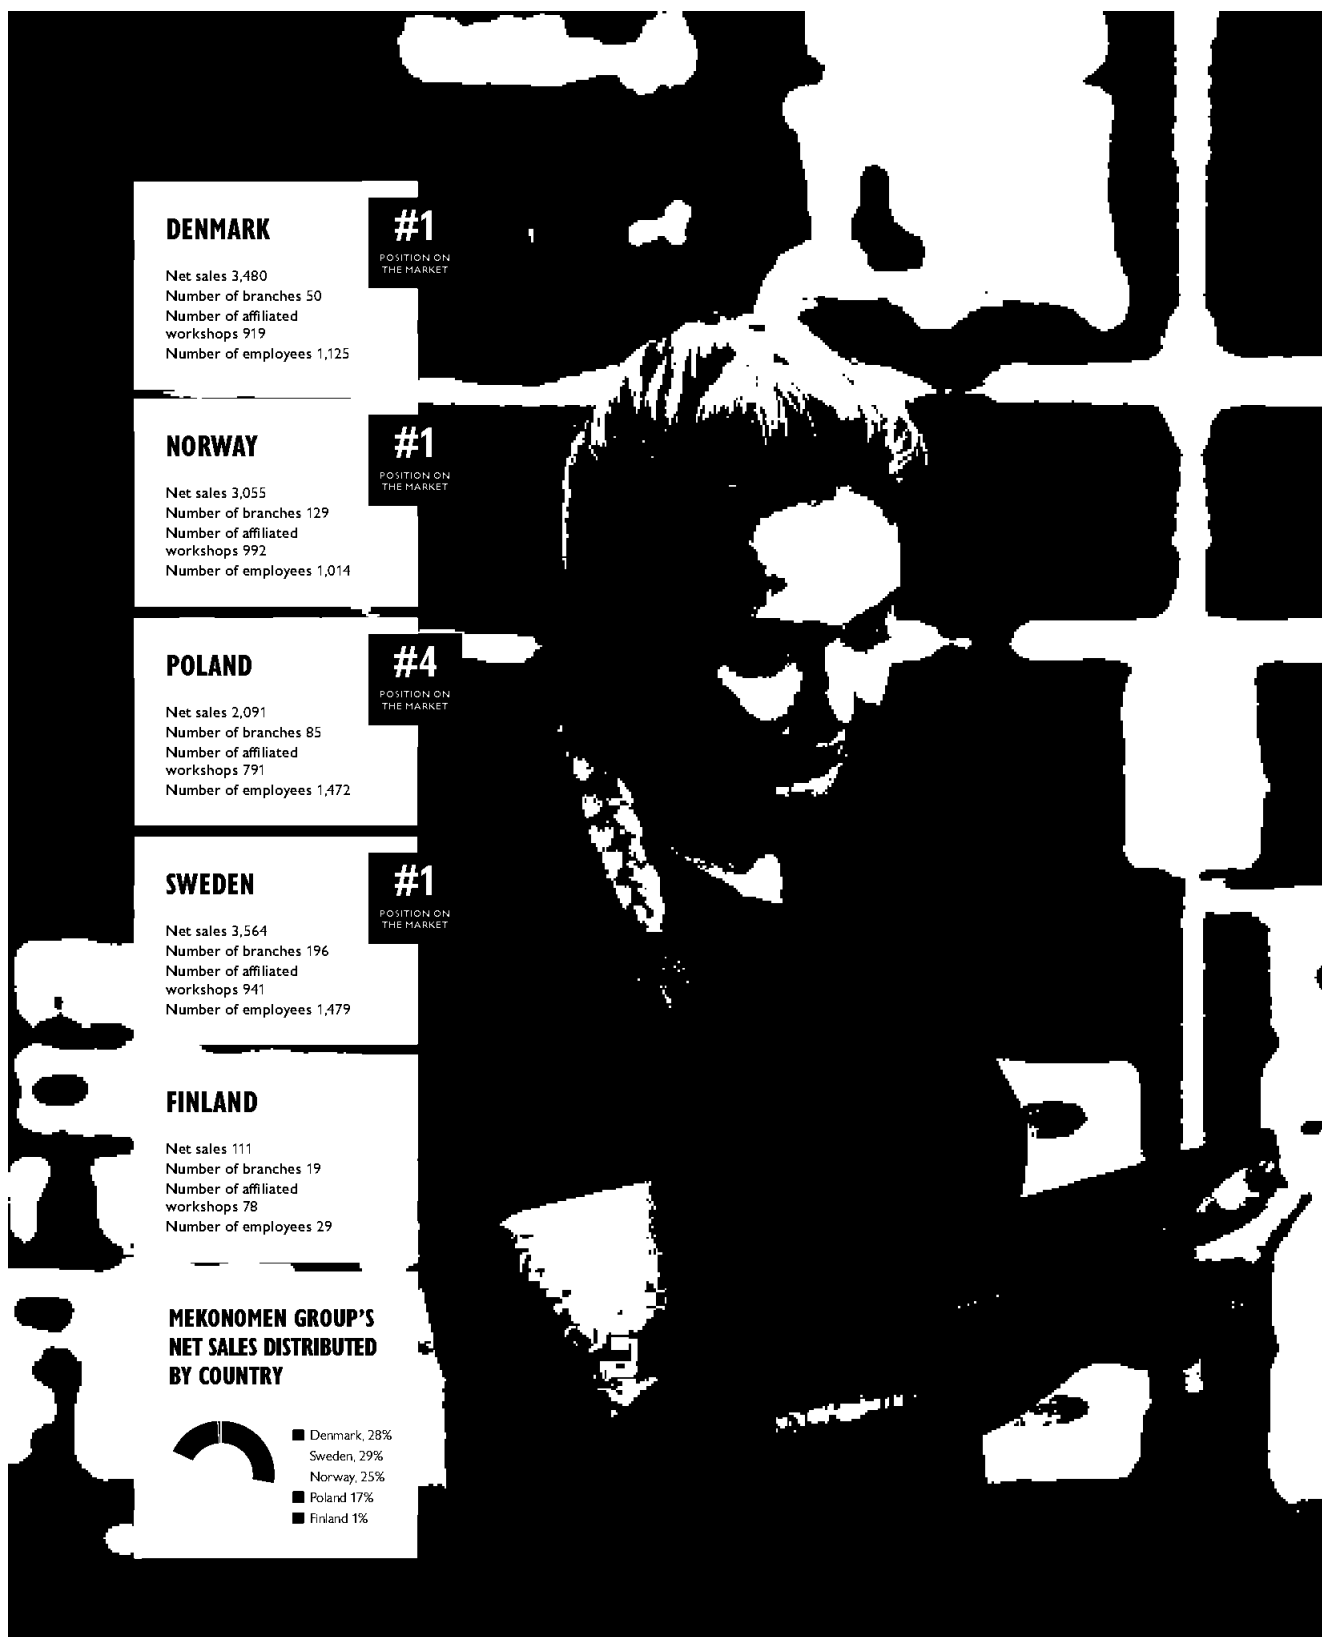 DENMARK
#1
POSITION ON
THE MARKET
Net sales 3,480
Number of branches 50
Number of affiliated
workshops 919
Number of employees 1,125
NORWAY
#1
POSITION ON
THE MARKET
Net sales 3,055
Number of branches 129
Number of affiliated
workshops 992
Number of employees 1,014
POLAND
#4
POSITION ON
THE MARKET
Net sales 2,091
Number of branches 85
Number of affiliated
workshops 791
Number of employees 1,472
SWEDEN
#1
POSITION ON
THE MARKET
Net sales 3,564
Number of branches 196
Number of affiliated
workshops 941
Number of employees 1,479
FINLAND
Net sales 111
Number of branches 19
Number of affiliated
workshops 78
Number of employees 29
MEKONOMEN GROUP'S
NET SALES DISTRIBUTED
BY COUNTRY
Denmark, 28%
Sweden, 29%
Norway, 25%
Poland 17%
Finland 1%